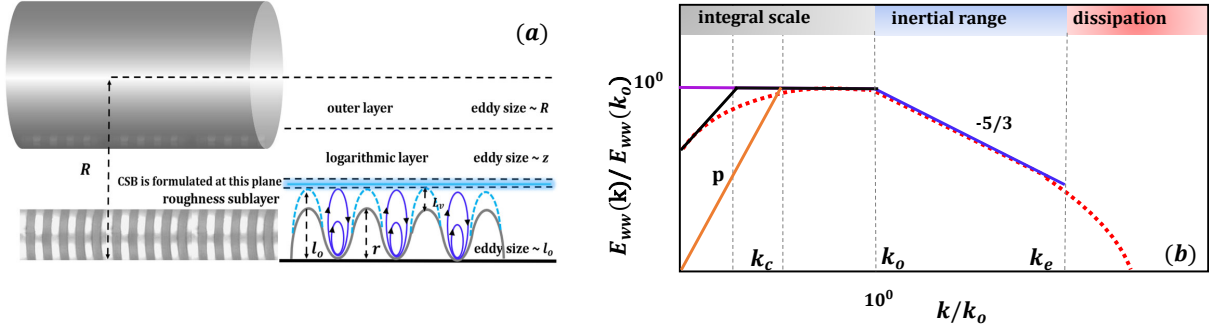 (a)
outer layer
eddy size ~ R
R
logarithmic layer
eddy size ~ z
CSB is formulated at this plane
roughness sublayer
l_v
l_o
r
eddy size ~ l_o
integral scale
inertial range
dissipation
E_ww(k)/E_ww(k_o)
10^0
-5/3
p
k_c
k_o
k_e
(b)
10^0
k/k_o